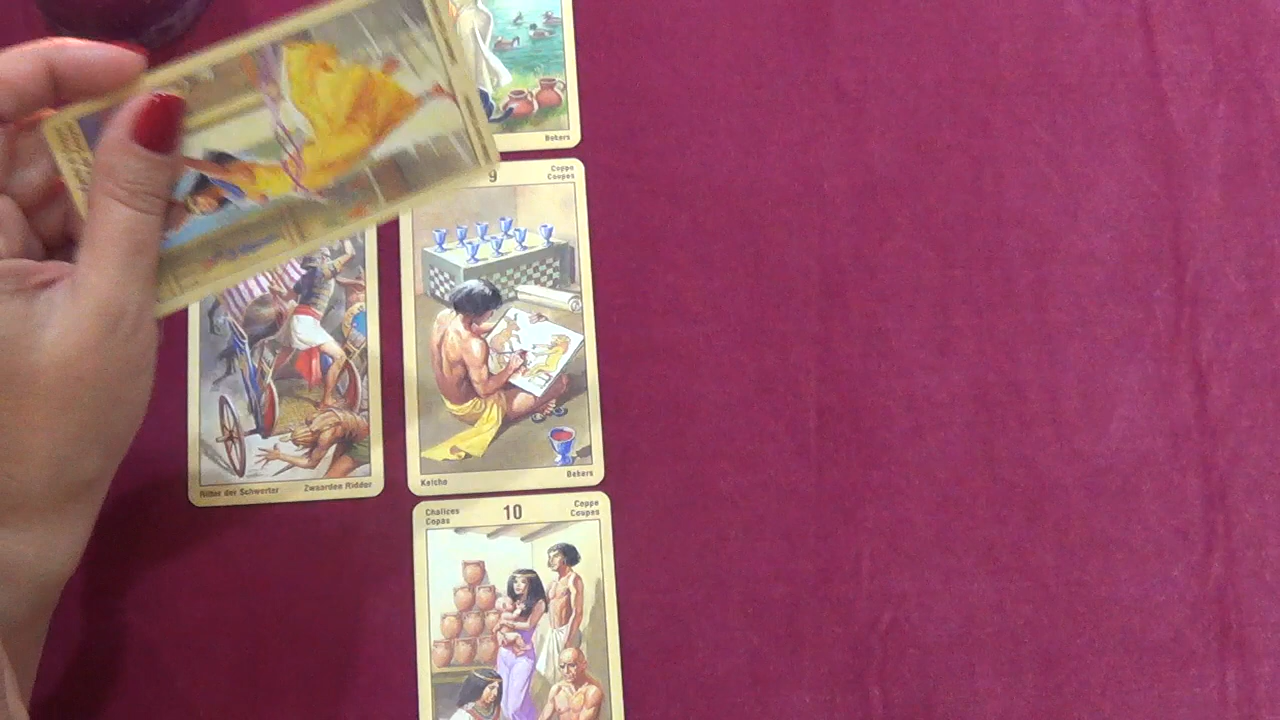 Bekers
9
Coppe
Coupes
Kelche
Bekers
Ritter der Schwerter
Zwaarden Ridder
Chalices
Copas
10
Coppe
Coupes